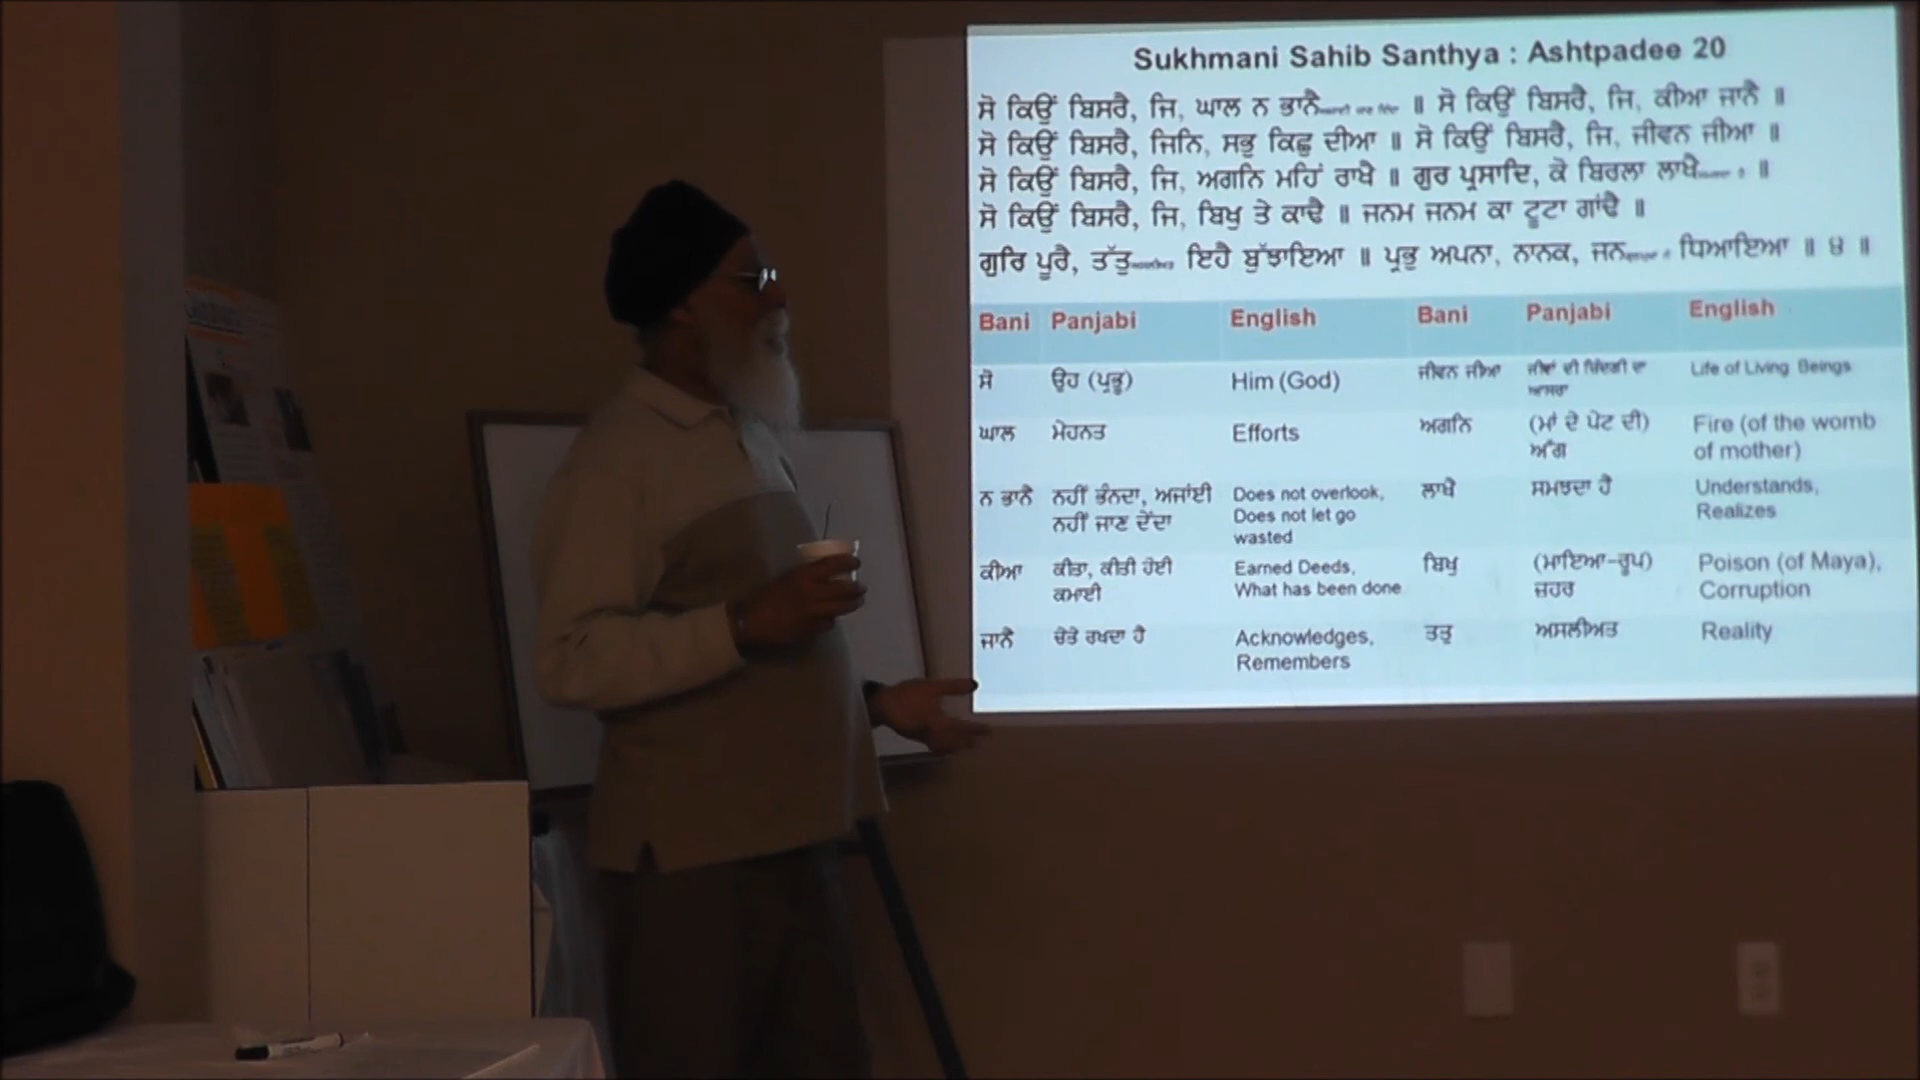 Sukhmani Sahib Santhya : Ashtpadee 20
ਸੋ ਕਿਉਂ ਬਿਸਰੈ, ਜਿ, ਘਾਲ ਨ ਭਾਨੈ ॥ ਸੋ ਕਿਉਂ ਬਿਸਰੈ, ਜਿ, ਕੀਆ ਜਾਨੈ ॥
ਸੋ ਕਿਉਂ ਬਿਸਰੈ, ਜਿਨਿ, ਸਭੁ ਕਿਛੁ ਦੀਆ ॥ ਸੋ ਕਿਉਂ ਬਿਸਰੈ, ਜਿ, ਜੀਵਨ ਜੀਆ ॥
ਸੋ ਕਿਉਂ ਬਿਸਰੈ, ਜਿ, ਅਗਨਿ ਮਹਿਂ ਰਾਖੈ ॥ ਗੁਰ ਪ੍ਰਸਾਦਿ, ਕੋ ਬਿਰਲਾ ਲਾਖੈ ॥
ਸੋ ਕਿਉਂ ਬਿਸਰੈ, ਜਿ, ਬਿਖੁ ਤੇ ਕਾਢੈ ॥ ਜਨਮ ਜਨਮ ਕਾ ਟੂਟਾ ਗਾਂਢੈ ॥
ਗੁਰਿ ਪੂਰੈ, ਤੱਤੁ ਇਹੈ ਬੁੱਝਾਇਆ ॥ ਪ੍ਰਭੁ ਅਪਨਾ, ਨਾਨਕ, ਜਨ ਧਿਆਇਆ ॥ ੪ ॥
Bani Panjabi English Bani Panjabi English
ਸੋ ਉਹ (ਪ੍ਰਭੂ) Him (God) ਜੀਵਨ ਜੀਆ ਜੀਆਂ ਦੀ ਜ਼ਿੰਦਗੀ ਦਾ Life of Living Beings
ਆਸਰਾ
ਘਾਲ ਮੇਹਨਤ Efforts ਅਗਨਿ (ਮਾਂ ਦੇ ਪੇਟ ਦੀ) Fire (of the womb
ਅੱਗ of mother)
ਨ ਭਾਨੈ ਨਹੀਂ ਭੰਨਦਾ, ਅਜਾਂਈ Does not overlook, ਲਾਖੈ ਸਮਝਦਾ ਹੈ Understands,
ਨਹੀਂ ਜਾਣ ਦੇਂਦਾ Does not let go Realizes
wasted
ਕੀਆ ਕੀਤਾ, ਕੀਤੀ ਹੋਈ Earned Deeds, ਬਿਖੁ (ਮਾਇਆ-ਰੂਪ) Poison (of Maya),
ਕਮਾਈ What has been done ਜ਼ਹਰ Corruption
ਜਾਨੈ ਚੇਤੇ ਰਖਦਾ ਹੈ Acknowledges, ਤਤੁ ਅਸਲੀਅਤ Reality
Remembers